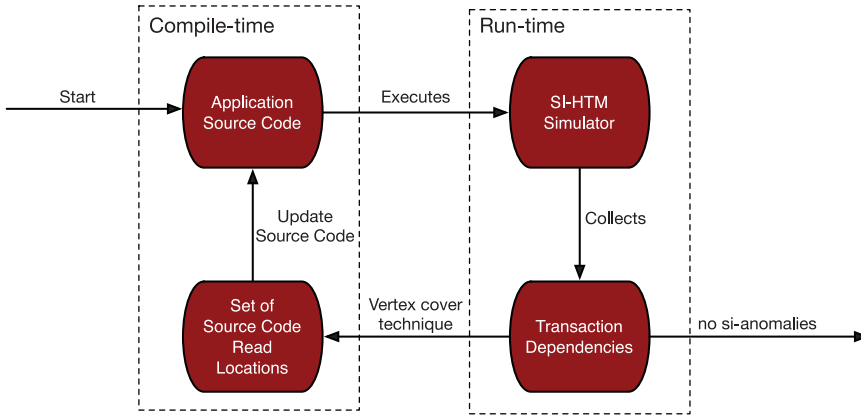 Compile-time
Run-time
Start
Application
Source Code
Executes
SI-HTM
Simulator
Update
Source Code
Collects
Set of
Source Code
Read
Locations
Vertex cover
technique
Transaction
Dependencies
no si-anomalies